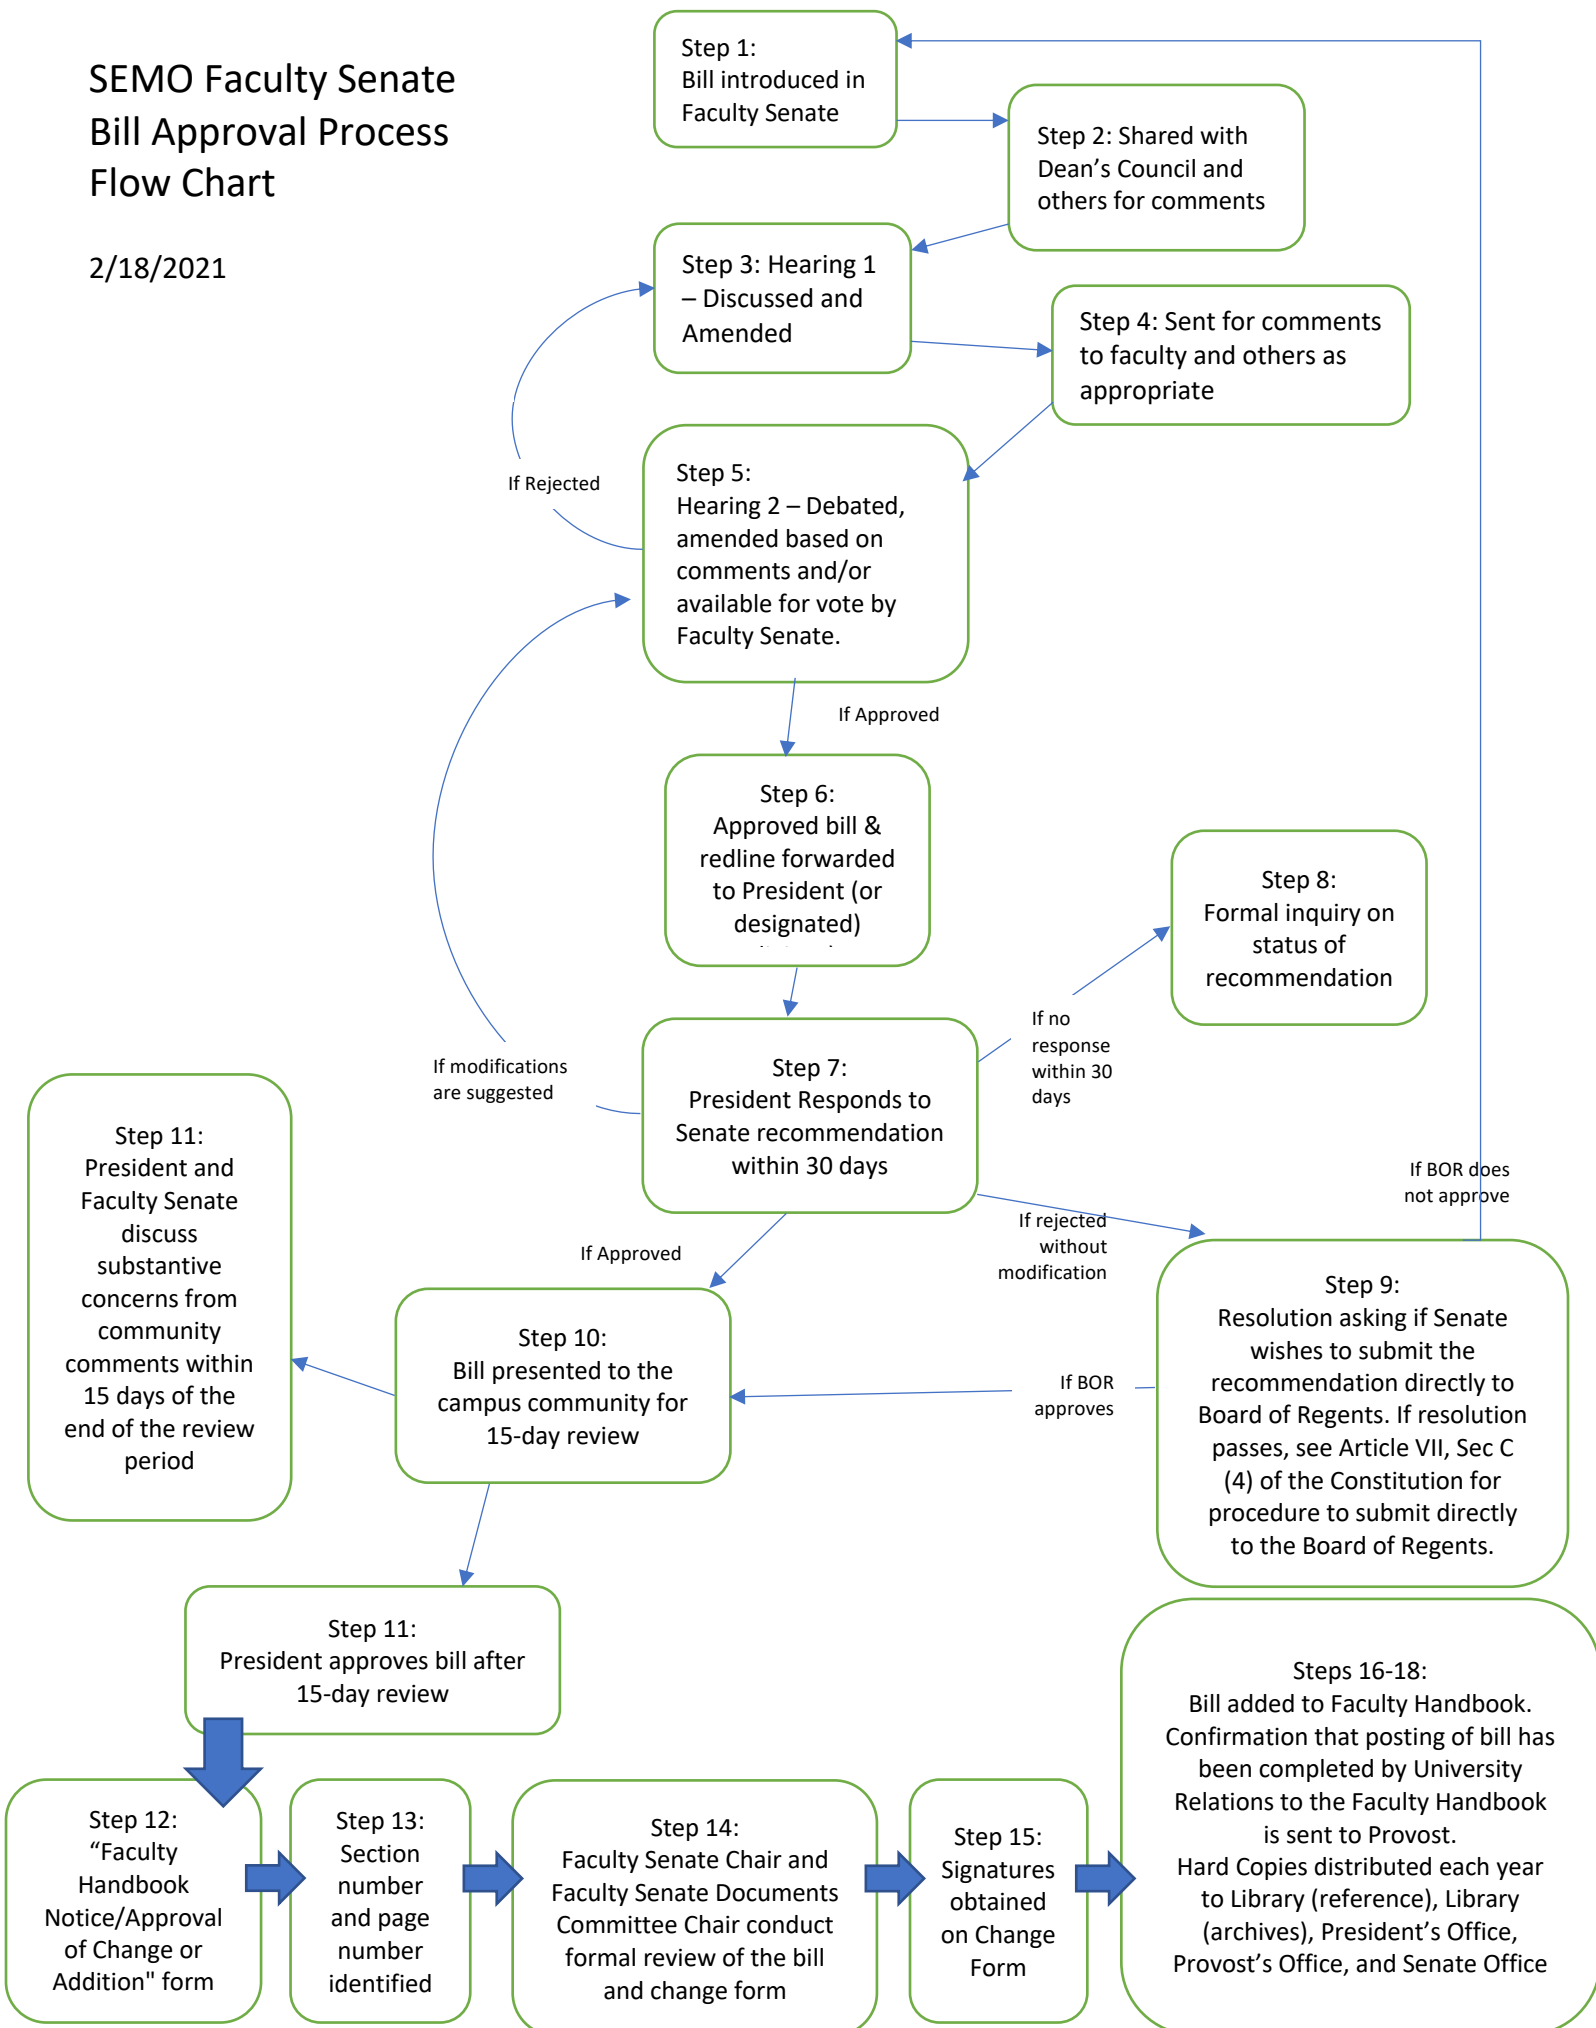 SEMO Faculty Senate
Bill Approval Process
Flow Chart
2/18/2021
Step 1:
Bill introduced in
Faculty Senate
Step 2: Shared with
Dean’s Council and
others for comments
Step 3: Hearing 1
– Discussed and
Amended
Step 4: Sent for comments
to faculty and others as
appropriate
If Rejected
Step 5:
Hearing 2 – Debated,
amended based on
comments and/or
available for vote by
Faculty Senate.
If Approved
Step 6:
Approved bill &
redline forwarded
to President (or
designated)
Step 8:
Formal inquiry on
status of
recommendation
If no
response
within 30
days
If modifications
are suggested
Step 7:
President Responds to
Senate recommendation
within 30 days
Step 11:
President and
Faculty Senate
discuss
substantive
concerns from
community
comments within
15 days of the
end of the review
period
If BOR does
not approve
If rejected
without
modification
If Approved
Step 9:
Resolution asking if Senate
wishes to submit the
recommendation directly to
Board of Regents. If resolution
passes, see Article VII, Sec C
(4) of the Constitution for
procedure to submit directly
to the Board of Regents.
Step 10:
Bill presented to the
campus community for
15-day review
If BOR
approves
Step 11:
President approves bill after
15-day review
Step 12:
“Faculty
Handbook
Notice/Approval
of Change or
Addition" form
Step 13:
Section
number
and page
number
identified
Step 14:
Faculty Senate Chair and
Faculty Senate Documents
Committee Chair conduct
formal review of the bill
and change form
Step 15:
Signatures
obtained
on Change
Form
Steps 16-18:
Bill added to Faculty Handbook.
Confirmation that posting of bill has
been completed by University
Relations to the Faculty Handbook
is sent to Provost.
Hard Copies distributed each year
to Library (reference), Library
(archives), President’s Office,
Provost’s Office, and Senate Office